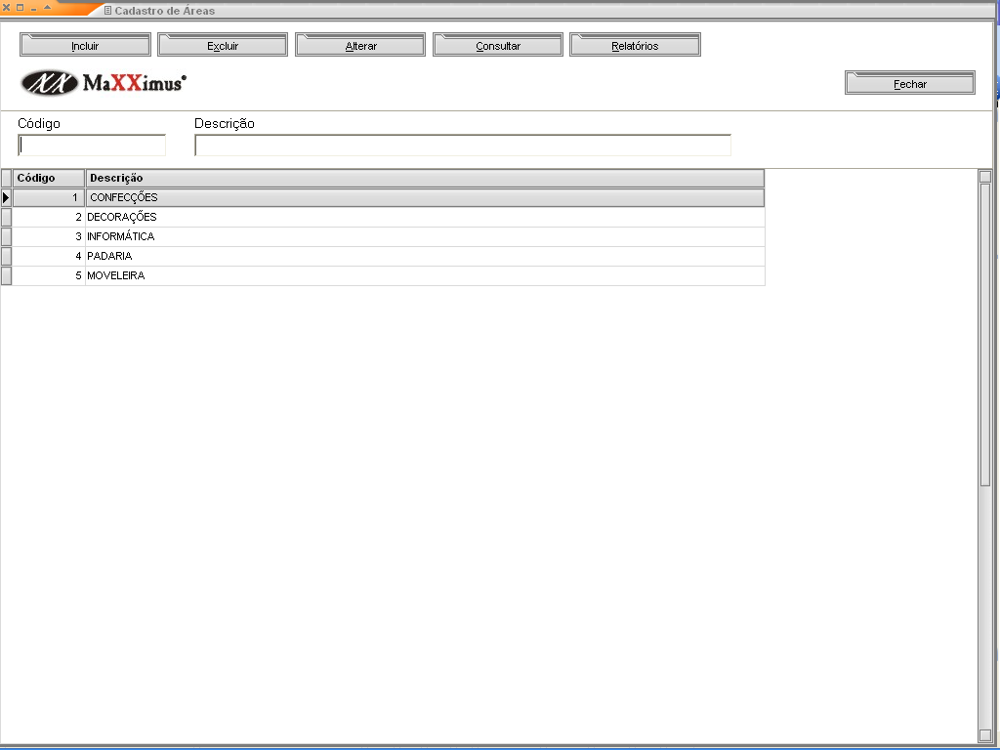 Cadastro de Áreas
Incluir Excluir Alterar Consultar Relatórios
XX MaXXimus
Fechar
Código Descrição
Código Descrição
1 CONFECÇÕES
2 DECORAÇÕES
3 INFORMÁTICA
4 PADARIA
5 MOVELEIRA